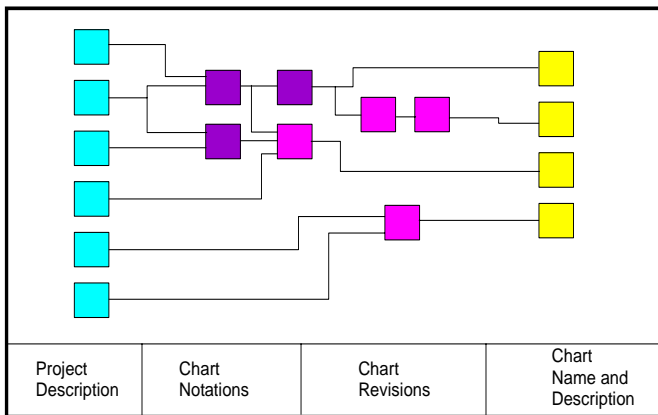 Project
Description
Chart
Notations
Chart
Revisions
Chart
Name and
Description